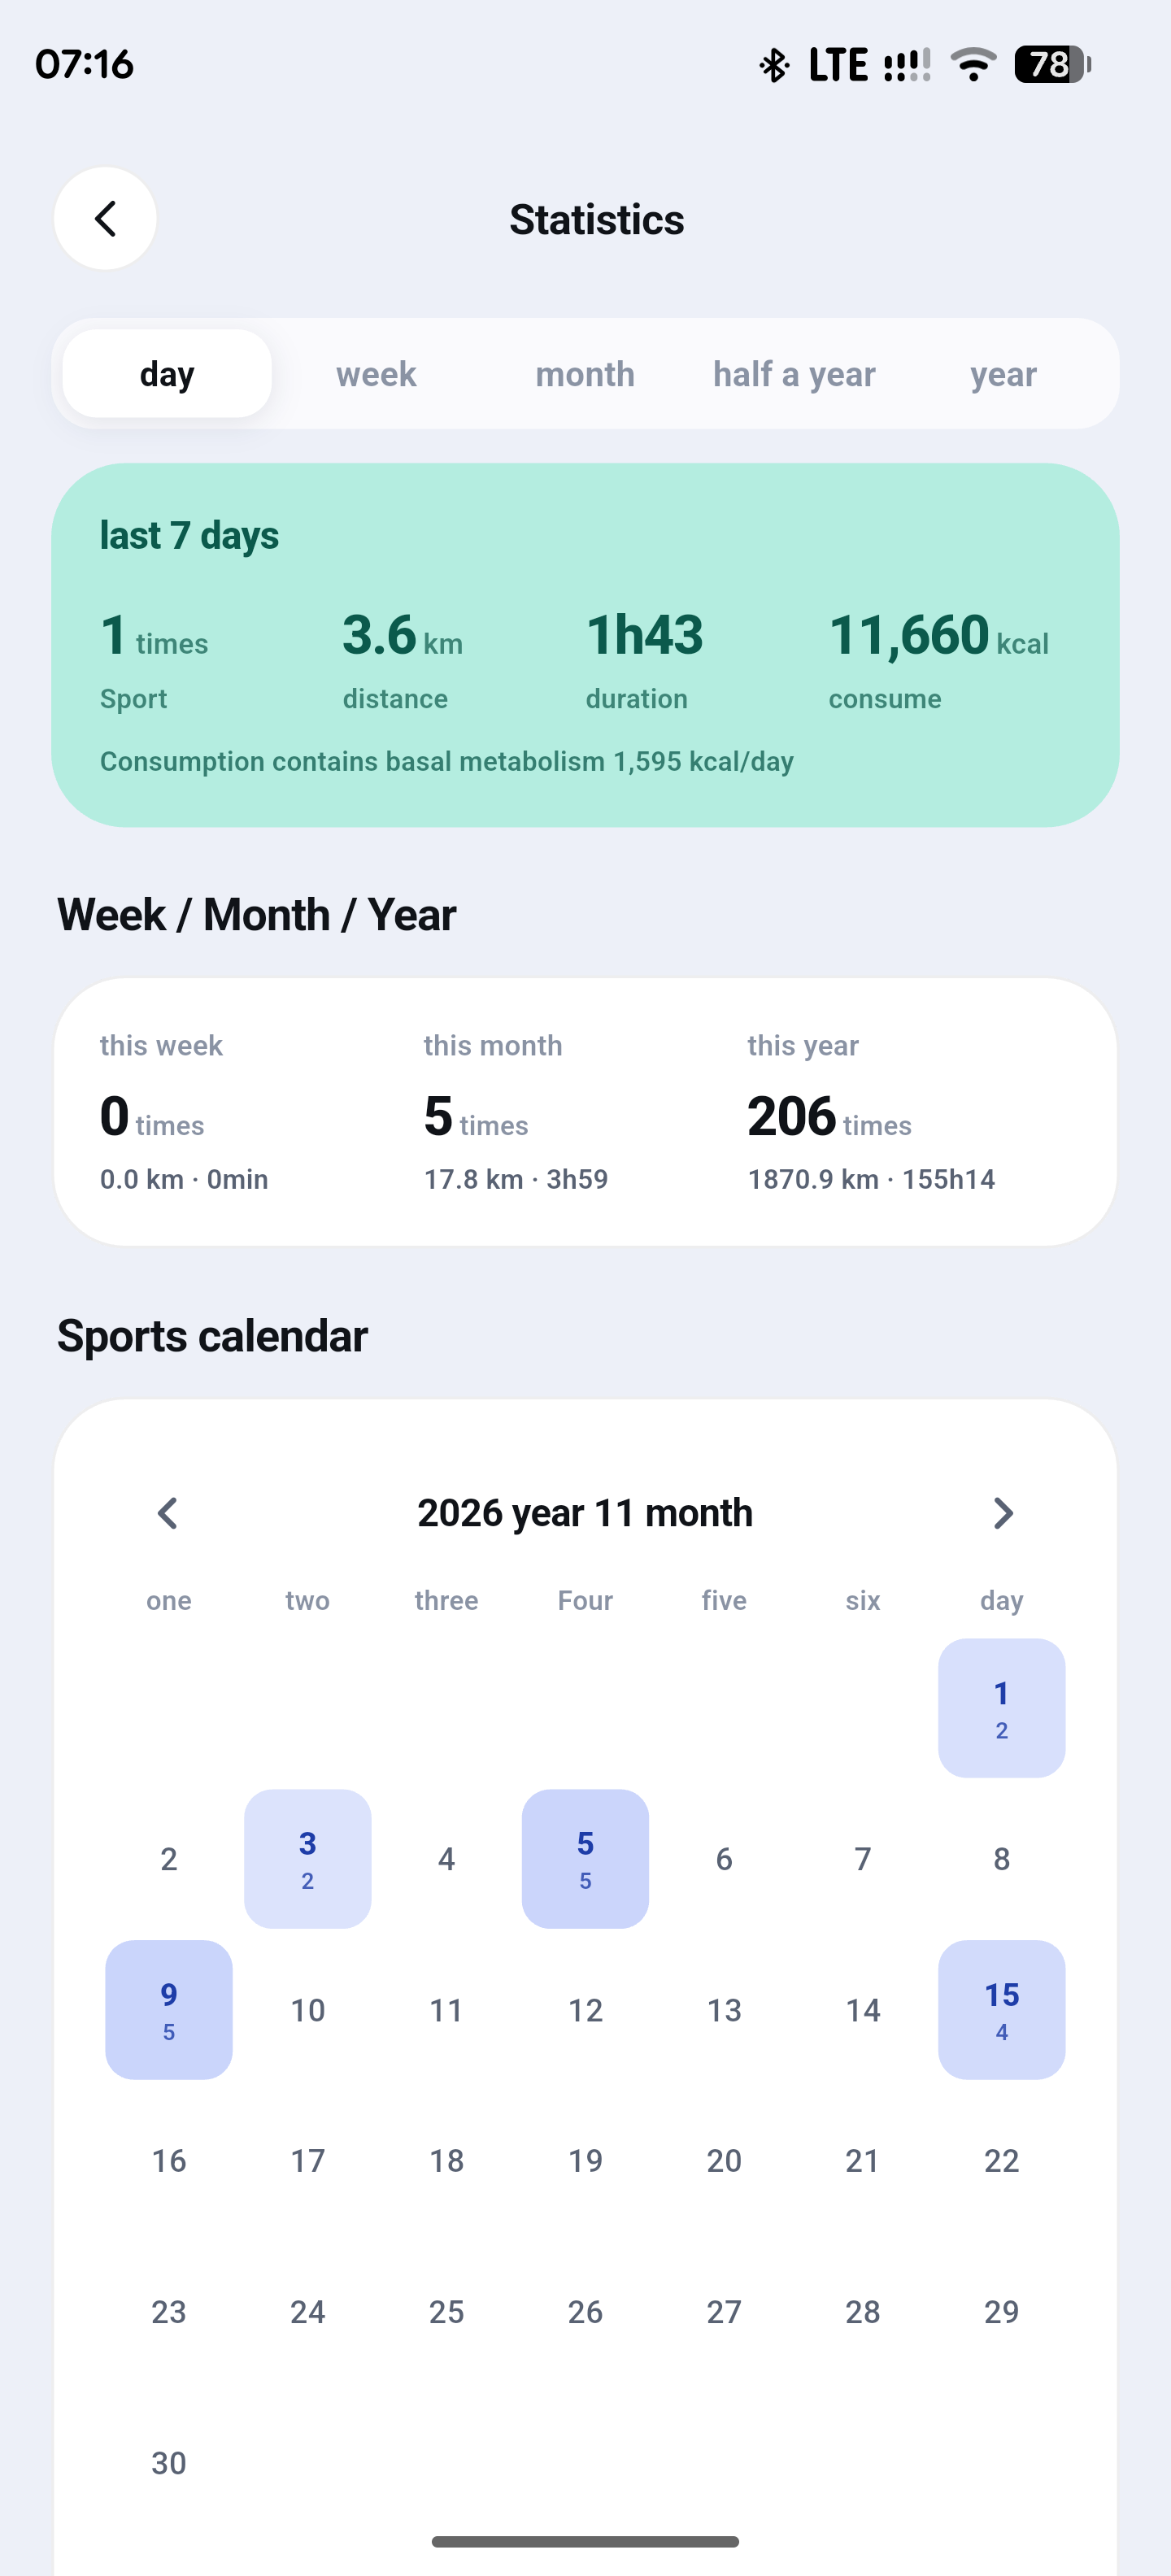 07:16 LTE 78
Statistics
day week month half a year year
last 7 days
1 times 3.6 km 1h43 11,660 kcal
Sport distance duration consume
Consumption contains basal metabolism 1,595 kcal/day
Week / Month / Year
this week this month this year
0 times 5 times 206 times
0.0 km · 0min 17.8 km · 3h59 1870.9 km · 155h14
Sports calendar
2026 year 11 month
one two three Four five six day
1
2
2 3 4 5 6 7 8
2 5
9 10 11 12 13 14 15
5 4
16 17 18 19 20 21 22
23 24 25 26 27 28 29
30